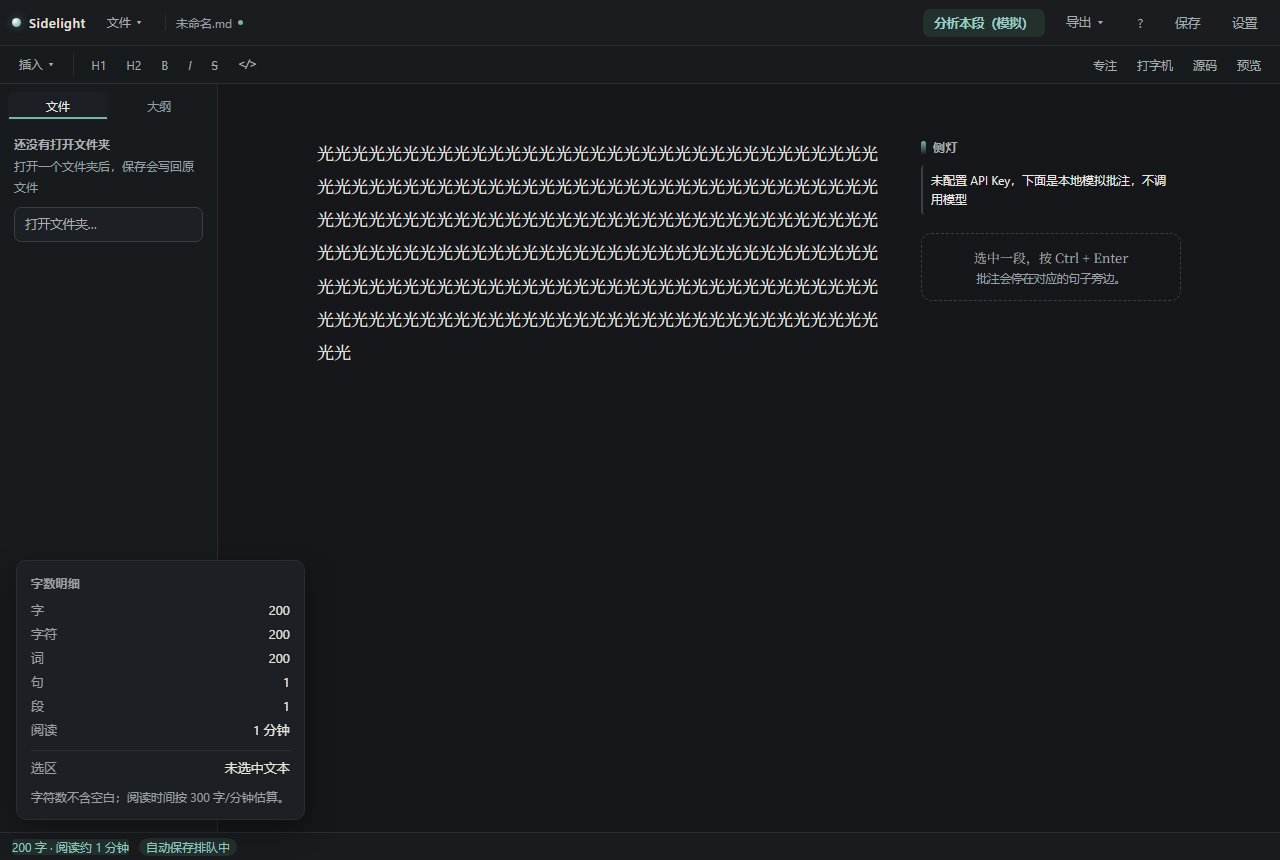 Sidelight 文件 未命名.md 分析本段（模拟） 导出 ? 保存 设置
插入 H1 H2 B I S </> 专注 打字机 源码 预览
文件 大纲
还没有打开文件夹
打开一个文件夹后，保存会写回原
文件
打开文件夹...
光光光光光光光光光光光光光光光光光光光光光光光光光光光光光光光光光
光光光光光光光光光光光光光光光光光光光光光光光光光光光光光光光光光
光光光光光光光光光光光光光光光光光光光光光光光光光光光光光光光光光
光光光光光光光光光光光光光光光光光光光光光光光光光光光光光光光光光
光光光光光光光光光光光光光光光光光光光光光光光光光光光光光光光光光
光光光光光光光光光光光光光光光光光光光光光光光光光光光光光光光光光
光光
侧灯
未配置 API Key，下面是本地模拟批注，不调
用模型
选中一段，按 Ctrl + Enter
批注会停在对应的句子旁边。
字数明细
字 200
字符 200
词 200
句 1
段 1
阅读 1 分钟
选区 未选中文本
字符数不含空白；阅读时间按 300 字/分钟估算。
200 字 · 阅读约 1 分钟 自动保存排队中